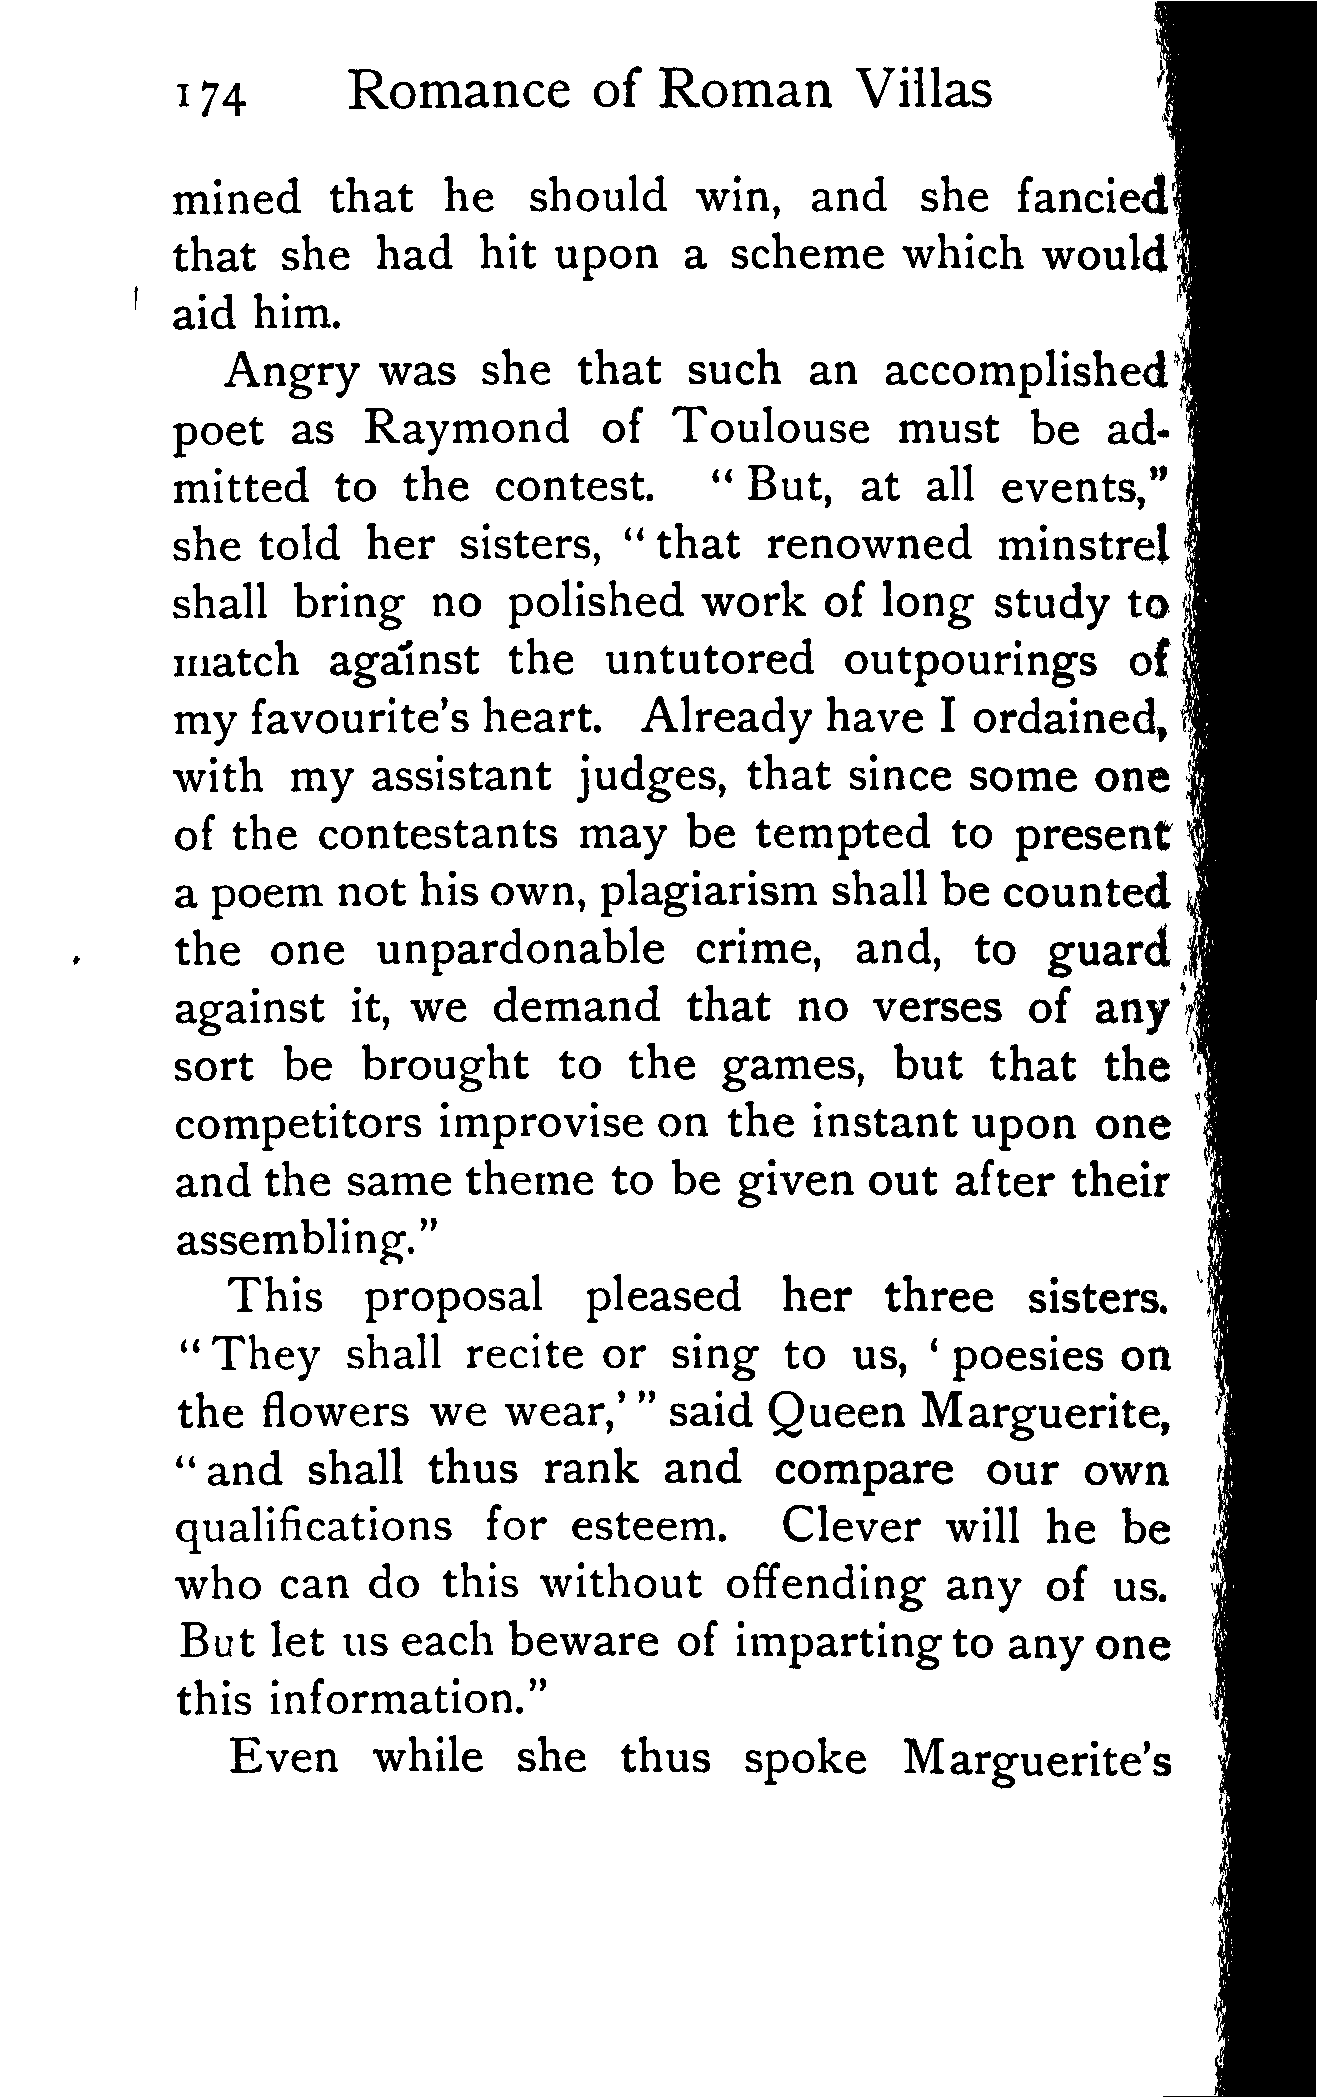 174 Romance of Roman Villas
mined that he should win, and she fancied
that she had hit upon a scheme which would
aid him.
Angry was she that such an accomplished
poet as Raymond of Toulouse must be ad-
mitted to the contest. “ But, at all events,”
she told her sisters, “ that renowned minstrel
shall bring no polished work of long study to
match against the untutored outpourings of
my favourite’s heart. Already have I ordained,
with my assistant judges, that since some one
of the contestants may be tempted to present
a poem not his own, plagiarism shall be counted
the one unpardonable crime, and, to guard
against it, we demand that no verses of any
sort be brought to the games, but that the
competitors improvise on the instant upon one
and the same theme to be given out after their
assembling.”
This proposal pleased her three sisters.
“ They shall recite or sing to us, ‘ poesies on
the flowers we wear,’ ” said Queen Marguerite,
“ and shall thus rank and compare our own
qualifications for esteem. Clever will he be
who can do this without offending any of us.
But let us each beware of imparting to any one
this information.”
Even while she thus spoke Marguerite’s